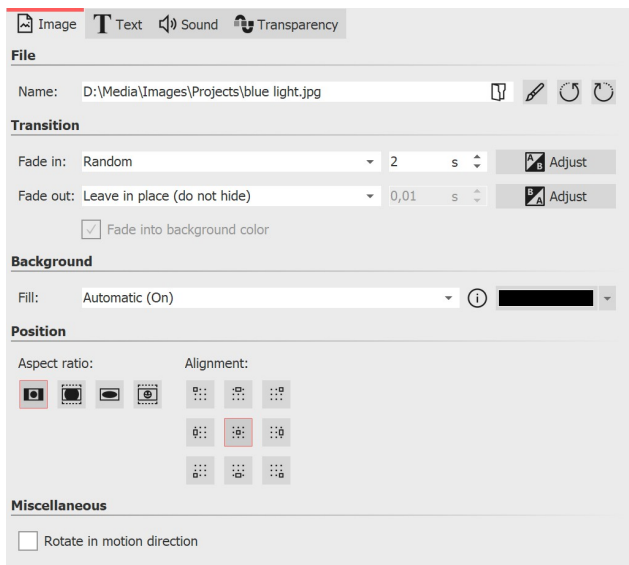 Image Text Sound Transparency
File
Name: D:\Media\Images\Projects\blue light.jpg
Transition
Fade in: Random 2 s A B Adjust
Fade out: Leave in place (do not hide) 0,01 s B A Adjust
Fade into background color
Background
Fill: Automatic (On)
Position
Aspect ratio: Alignment:
Miscellaneous
Rotate in motion direction